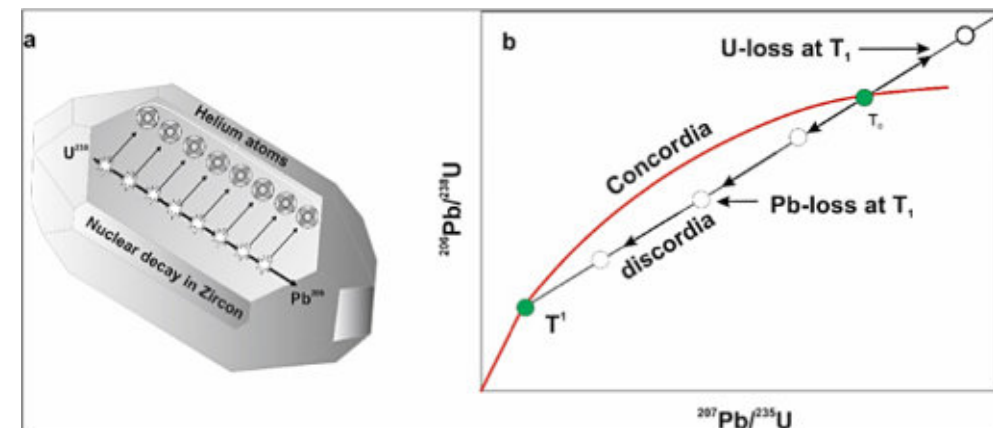 a
Helium atoms
U²³⁸
Nuclear decay in Zircon
Pb²⁰⁶
b
U-loss at T₁
T₀
Concordia
Pb-loss at T₁
discordia
T¹
²⁰⁶Pb/²³⁸U
²⁰⁷Pb/²³⁵U